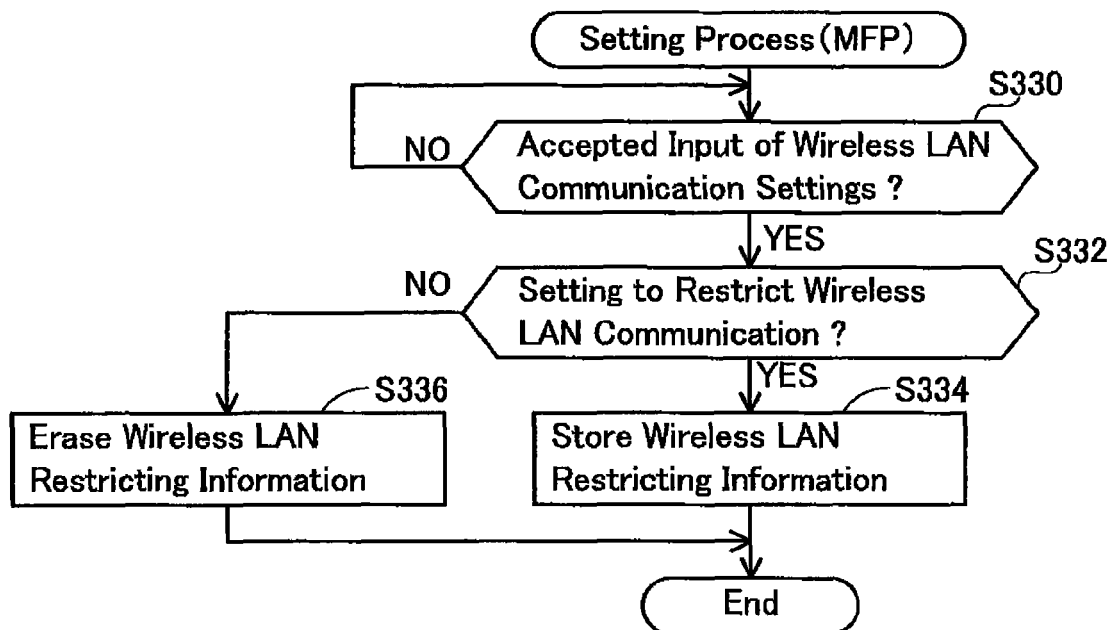 Setting Process(MFP)
S330
NO
Accepted Input of Wireless LAN
Communication Settings ?
YES
S332
NO
Setting to Restrict Wireless
LAN Communication ?
YES
S336
S334
Erase Wireless LAN
Restricting Information
Store Wireless LAN
Restricting Information
End